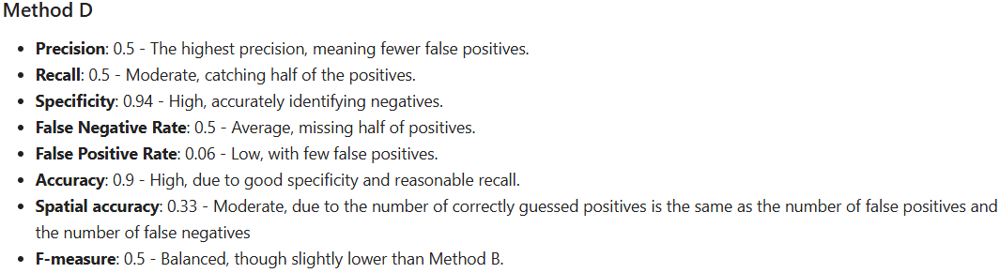 Method D
• Precision: 0.5 - The highest precision, meaning fewer false positives.
• Recall: 0.5 - Moderate, catching half of the positives.
• Specificity: 0.94 - High, accurately identifying negatives.
• False Negative Rate: 0.5 - Average, missing half of positives.
• False Positive Rate: 0.06 - Low, with few false positives.
• Accuracy: 0.9 - High, due to good specificity and reasonable recall.
• Spatial accuracy: 0.33 - Moderate, due to the number of correctly guessed positives is the same as the number of false positives and
the number of false negatives
• F-measure: 0.5 - Balanced, though slightly lower than Method B.